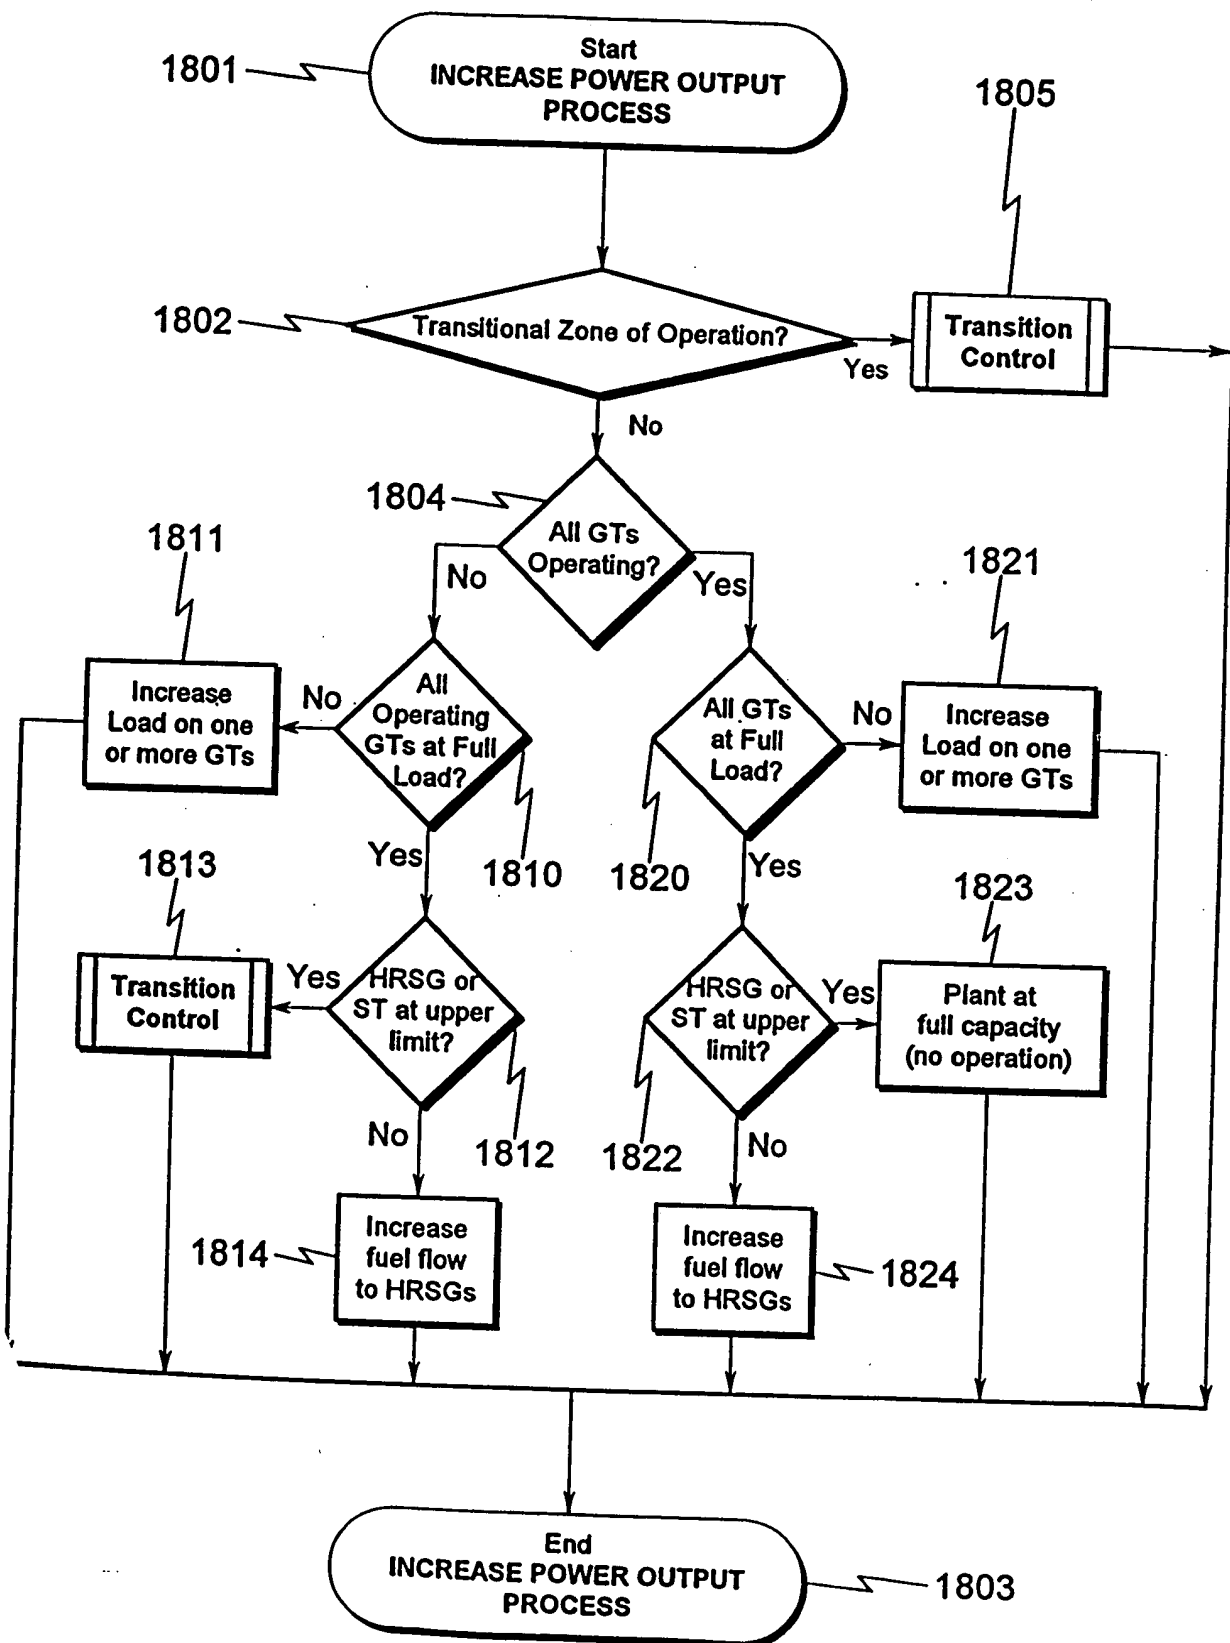 Start
INCREASE POWER OUTPUT
PROCESS
1801
1805
1802
Transitional Zone of Operation?
Yes
Transition
Control
No
1804
All GTs
Operating?
No
Yes
1811
1821
Increase
Load on one
or more GTs
No
All
Operating
GTs at Full
Load?
All GTs
at Full
Load?
No
Increase
Load on one
or more GTs
Yes
1810
1820
Yes
1813
1823
Transition
Control
Yes
HRSG or
ST at upper
limit?
HRSG or
ST at upper
limit?
Yes
Plant at
full capacity
(no operation)
No
1812
1822
No
1814
Increase
fuel flow
to HRSGs
Increase
fuel flow
to HRSGs
1824
End
INCREASE POWER OUTPUT
PROCESS
1803